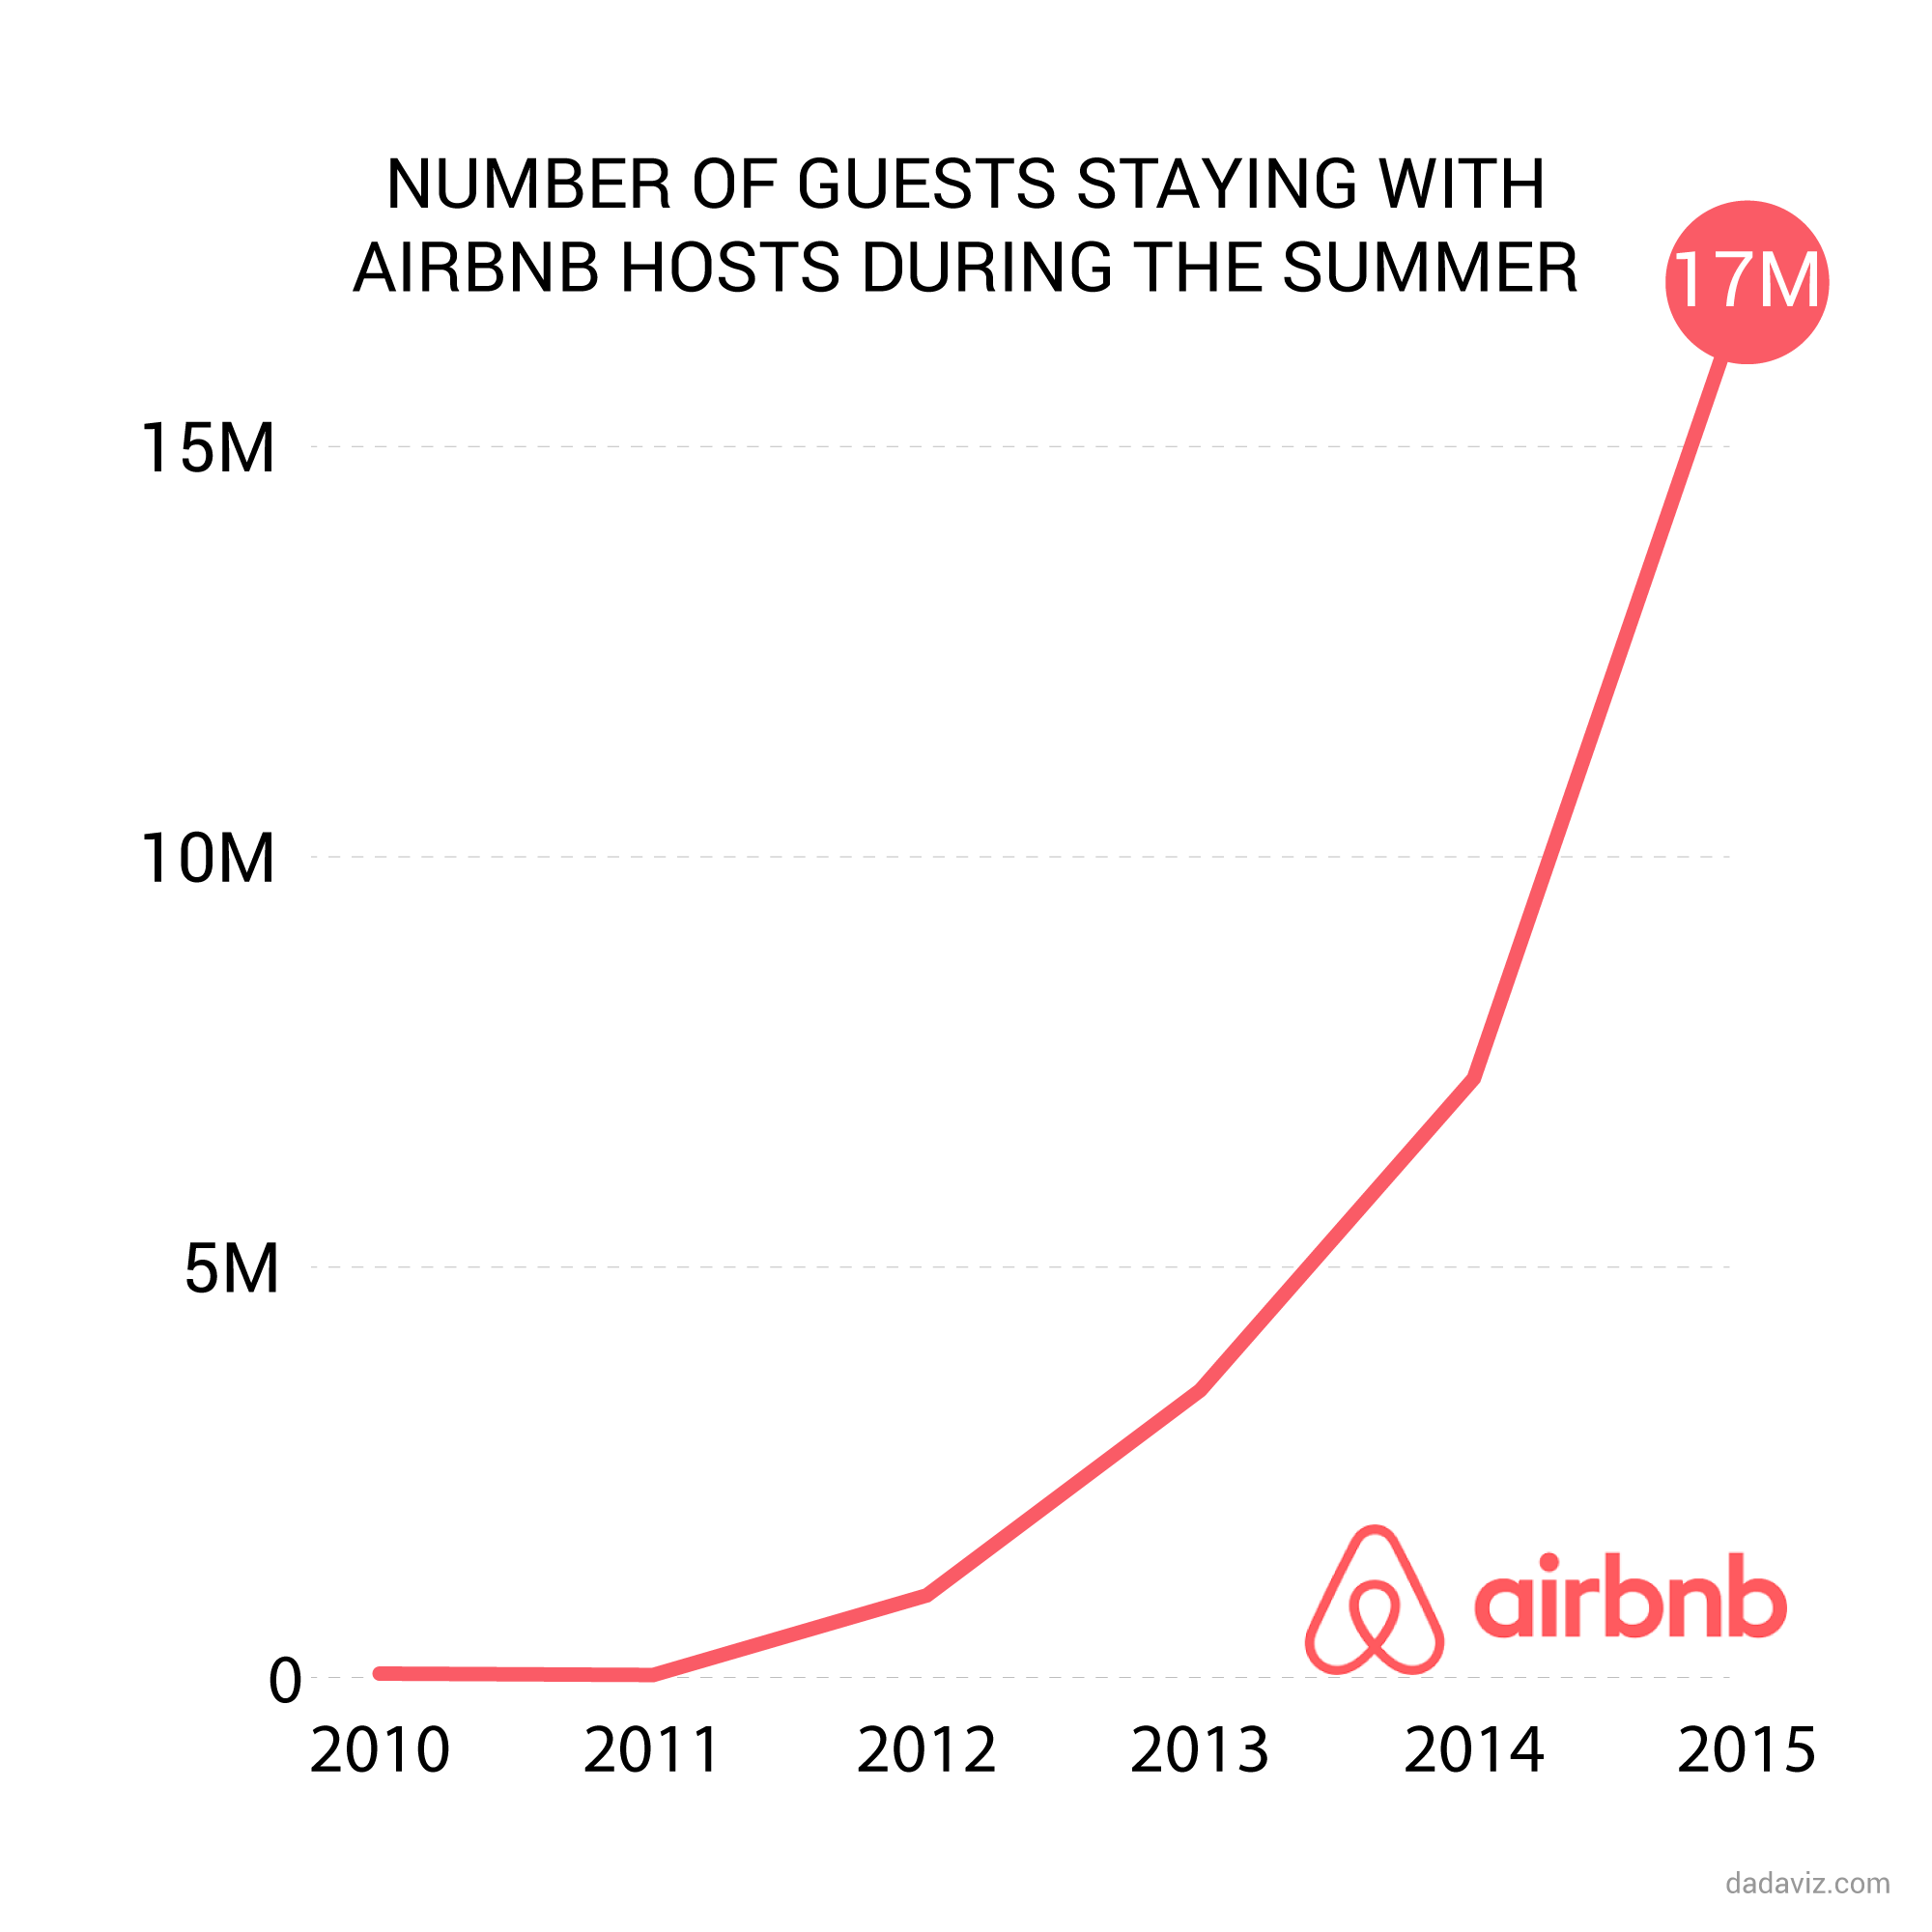 NUMBER OF GUESTS STAYING WITH
AIRBNB HOSTS DURING THE SUMMER
17M
15M
10M
5M
0
airbnb
2010 2011 2012 2013 2014 2015
dadaviz.com